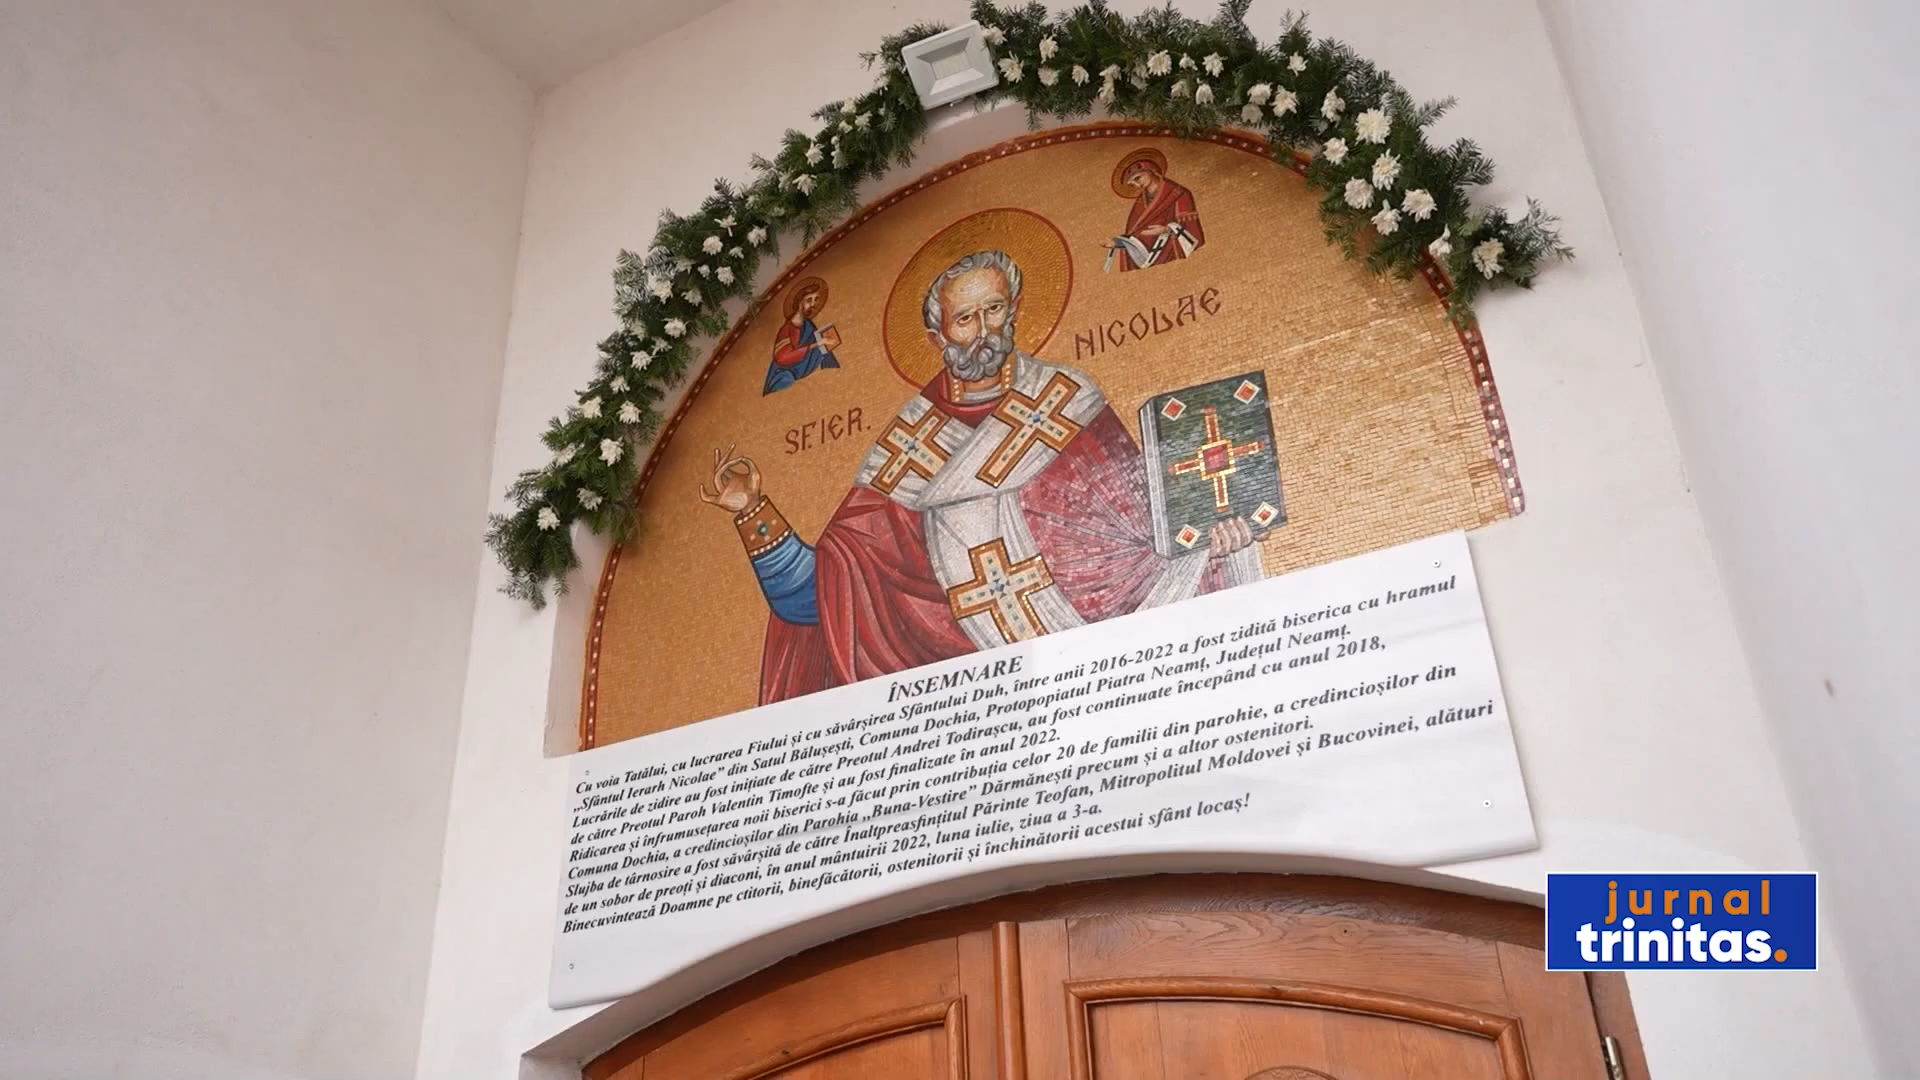 SF.IER.
NICOLAE
ÎNSEMNARE
Cu voia Tatălui, cu lucrarea Fiului și cu săvârșirea Sfântului Duh, între anii 2016-2022 a fost zidită biserica cu hramul
,,Sfântul Ierarh Nicolae” din Satul Bălușești, Comuna Dochia, Protopopiatul Piatra Neamț, Județul Neamț.
Lucrările de zidire au fost inițiate de către Preotul Andrei Todirașcu, au fost continuate începând cu anul 2018,
de către Preotul Paroh Valentin Timofte și au fost finalizate în anul 2022.
Ridicarea și înfrumusețarea noii biserici s-a făcut prin contribuția celor 20 de familii din parohie, a credincioșilor din
Comuna Dochia, a credincioșilor din Parohia ,,Buna-Vestire” Dărmănești precum și a altor ostenitori.
Slujba de târnosire a fost săvârșită de către Înaltpreasfințitul Părinte Teofan, Mitropolitul Moldovei și Bucovinei, alături
de un sobor de preoți și diaconi, în anul mântuirii 2022, luna iulie, ziua a 3-a.
Binecuvintează Doamne pe ctitorii, binefăcătorii, ostenitorii și închinătorii acestui sfânt locaș!
jurnal
trinitas.